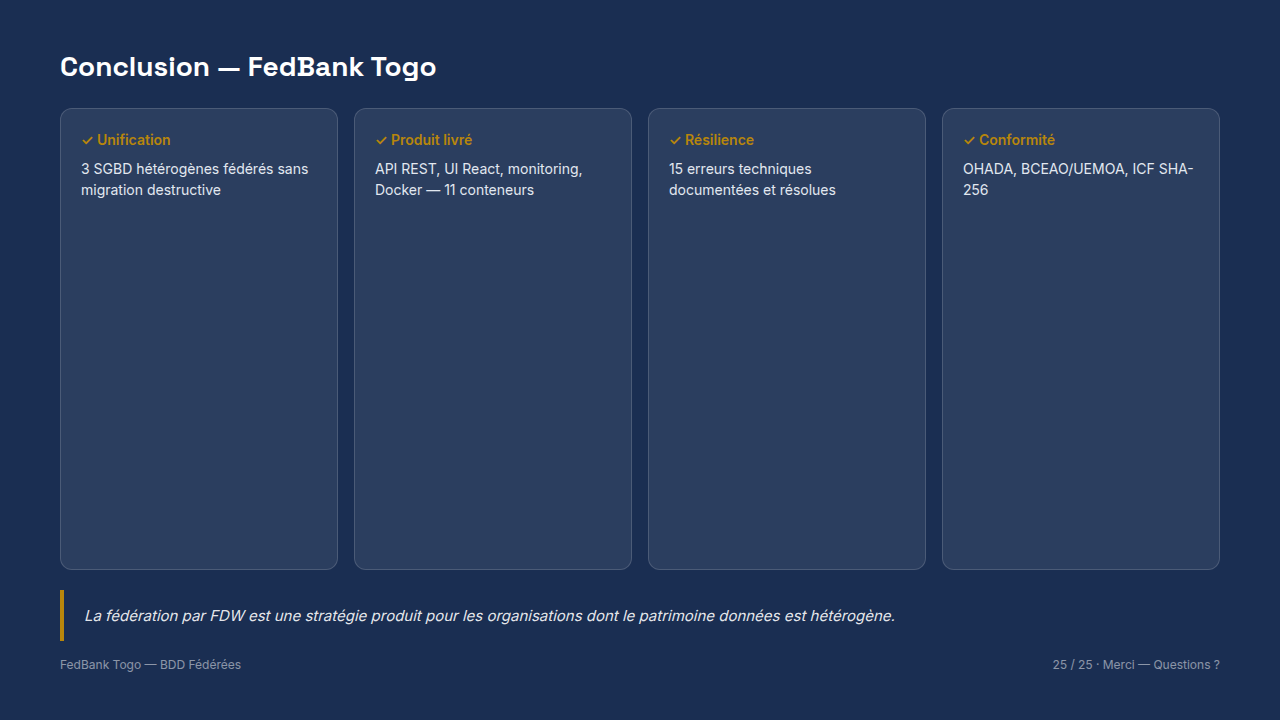 Conclusion — FedBank Togo
✓ Unification
3 SGBD hétérogènes fédérés sans
migration destructive
✓ Produit livré
API REST, UI React, monitoring,
Docker — 11 conteneurs
✓ Résilience
15 erreurs techniques
documentées et résolues
✓ Conformité
OHADA, BCEAO/UEMOA, ICF SHA-
256
La fédération par FDW est une stratégie produit pour les organisations dont le patrimoine données est hétérogène.
FedBank Togo — BDD Fédérées
25 / 25 · Merci — Questions ?